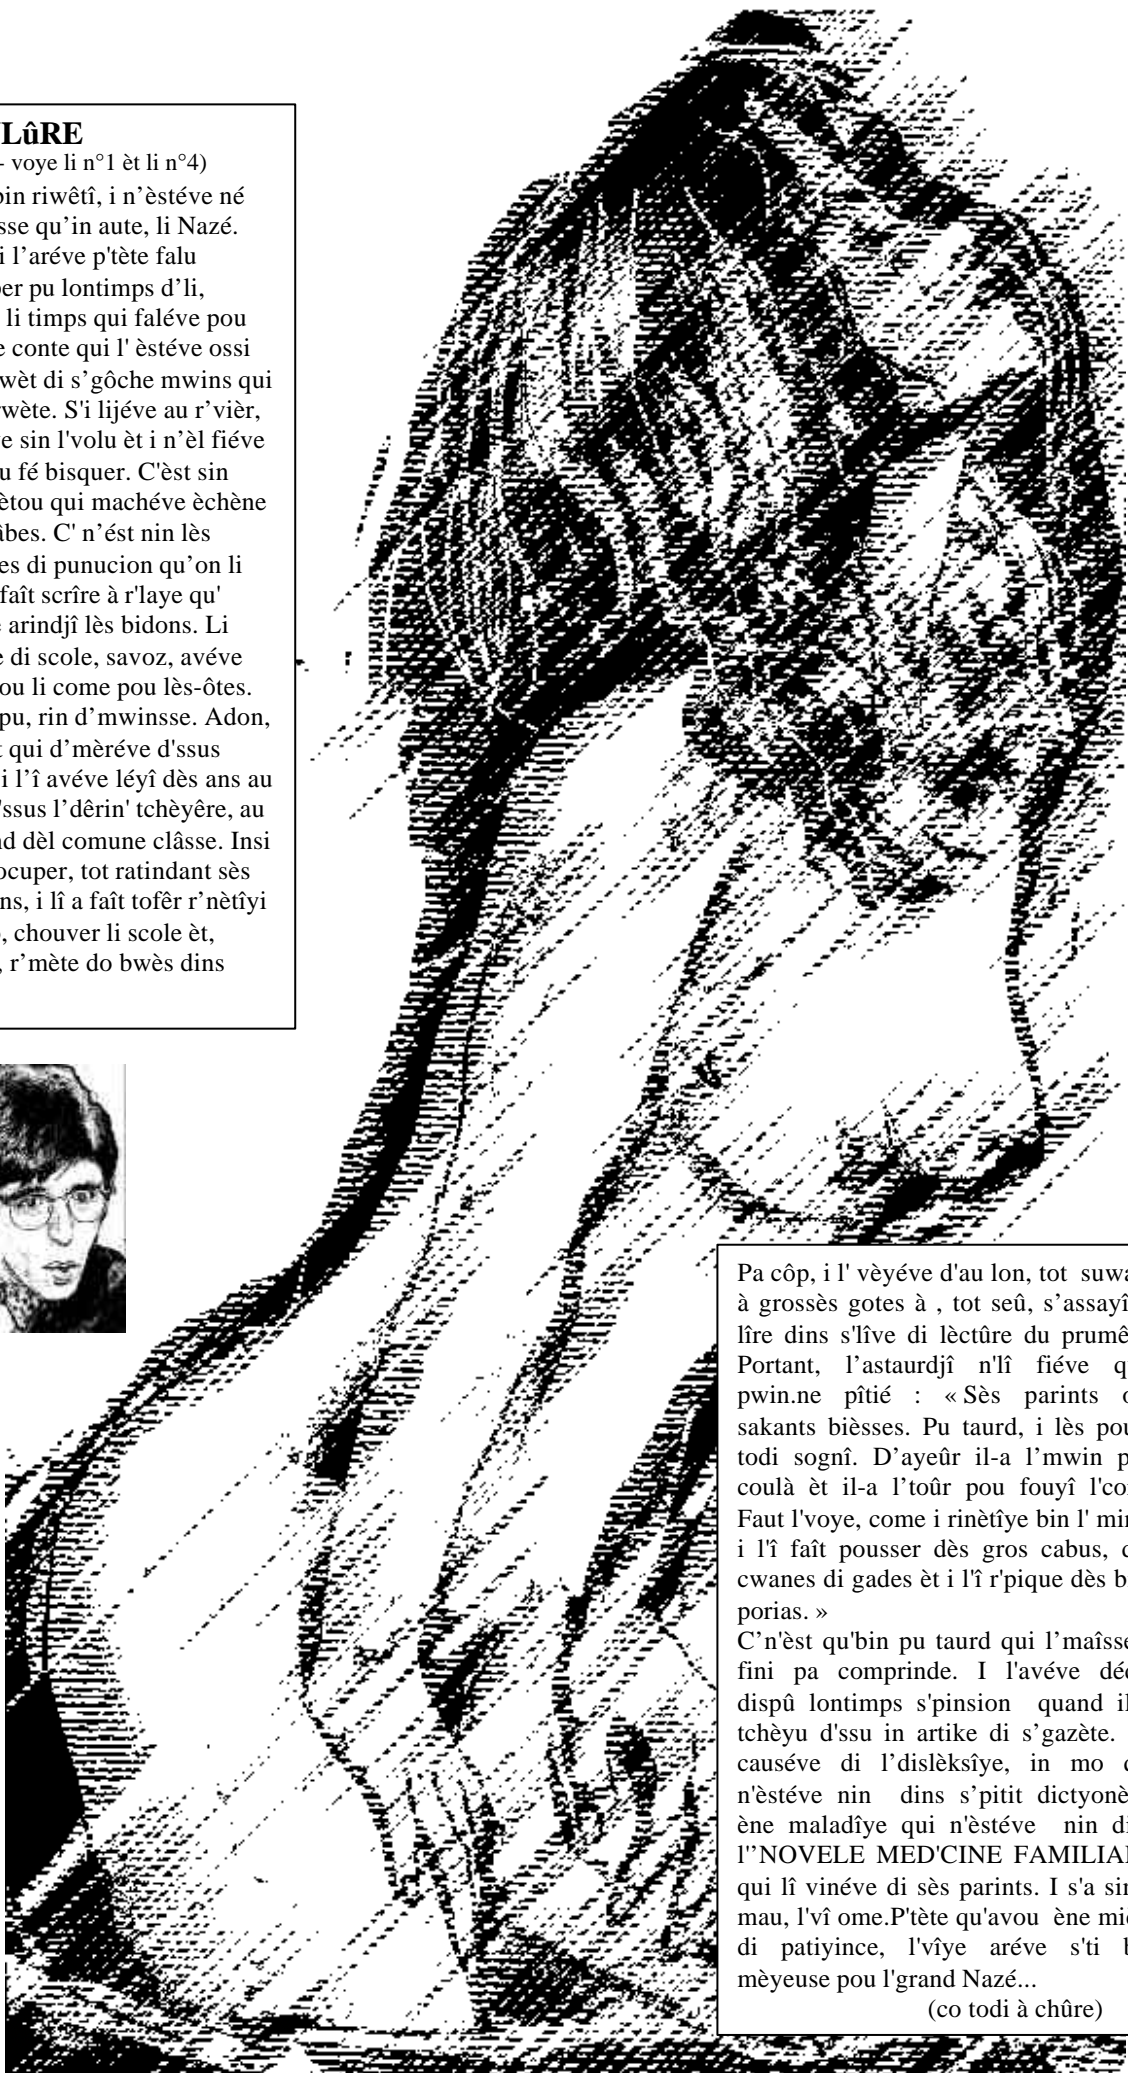 LûRE
- voye li n°1 èt li n°4)
bin riwêtî, i n'èstéve né
sse qu'in aute, li Nazé.
i l'aréve p'tète falu
per pu lontimps d'li,
li timps qui faléve pou
e conte qui l' èstéve ossi
wèt di s'gôche mwins qui
rwète. S'i lijéve au r'vièr,
ve sin l'volu èt i n'èl fiéve
u fé bisquer. C'èst sin
ètou qui machéve èchène
âbes. C' n'ést nin lès
es di punucion qu'on li
faît scrîre à r'laye qu'
e arindjî lès bidons. Li
e di scole, savoz, avéve
ou li come pou lès-ôtes.
pu, rin d'mwinsse. Adon,
t qui d'mèréve d'ssus
i l'î avéve léyî dès ans au
'ssus l'dêrin' tchèyêre, au
nd dèl comune clâsse. Insi
ocuper, tot ratindant sès
ns, i lî a faît tofêr r'nètîyi
, chouver li scole èt,
, r'mète do bwès dins
Pa côp, i l' vèyéve d'au lon, tot suwa
à grossès gotes à , tot seû, s'assayî
lîre dins s'lîve di lèctûre du prumê
Portant, l'astaurdjî n'lî fiéve q
pwin.ne pîtié : « Sès parints o
sakants bièsses. Pu taurd, i lès pou
todi sognî. D'ayeûr il-a l'mwin p
coulà èt il-a l'toûr pou fouyî l'co
Faut l'voye, come i rinètîye bin l' min
i l'î faît pousser dès gros cabus, d
cwanes di gades èt i l'î r'pique dès b
porias. »
C'n'èst qu'bin pu taurd qui l'maîsse
fini pa comprinde. I l'avéve déc
dispû lontimps s'pinsion quand il
tchèyu d'ssu in artike di s'gazète.
causéve di l'dislèksîye, in mo q
n'èstéve nin dins s'pitit dictyonè
ène maladîye qui n'èstéve nin di
l''NOVELE MED'CINE FAMILIAI
qui lî vinéve di sès parints. I s'a sin
mau, l'vî ome.P'tète qu'avou ène mi
di patiyince, l'vîye aréve s'ti b
mèyeuse pou l'grand Nazé...
(co todi à chûre)